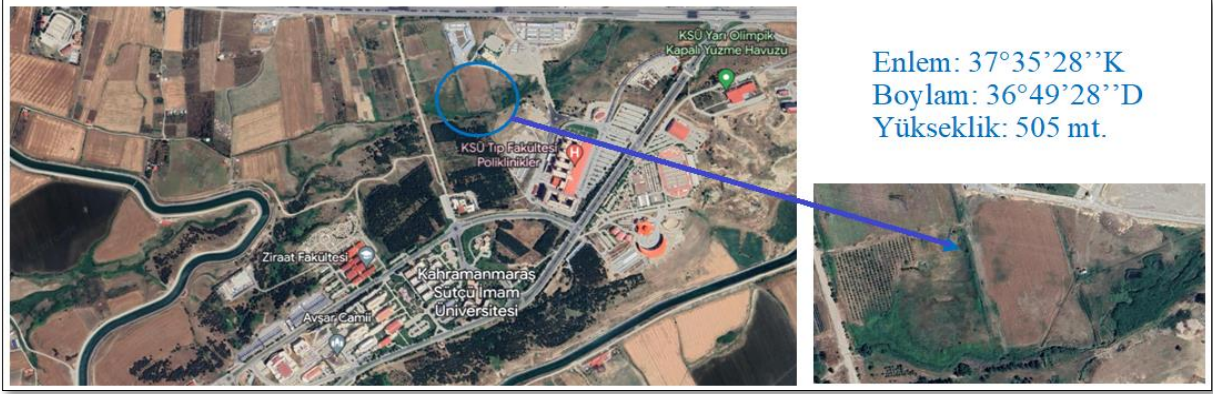 KSÜ Yarı Olimpik
Kapalı Yüzme Havuzu
KSÜ Tıp Fakültesi
Poliklinikler
H
Ziraat Fakültesi
Kahramanmaraş
Sütçü İmam
Üniversitesi
Avşar Camii
Enlem: 37°35’28’’K
Boylam: 36°49’28’’D
Yükseklik: 505 mt.